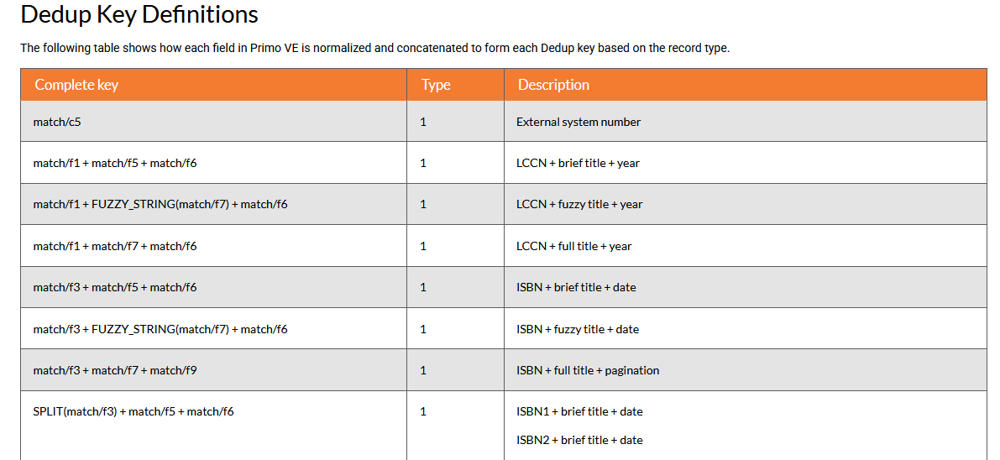 Dedup Key Definitions
The following table shows how each field in Primo VE is normalized and concatenated to form each Dedup key based on the record type.
Complete key Type Description
match/c5 1 External system number
match/f1 + match/f5 + match/f6 1 LCCN + brief title + year
match/f1 + FUZZY_STRING(match/f7) + match/f6 1 LCCN + fuzzy title + year
match/f1 + match/f7 + match/f6 1 LCCN + full title + year
match/f3 + match/f5 + match/f6 1 ISBN + brief title + date
match/f3 + FUZZY_STRING(match/f7) + match/f6 1 ISBN + fuzzy title + date
match/f3 + match/f7 + match/f9 1 ISBN + full title + pagination
SPLIT(match/f3) + match/f5 + match/f6 1 ISBN1 + brief title + date
ISBN2 + brief title + date